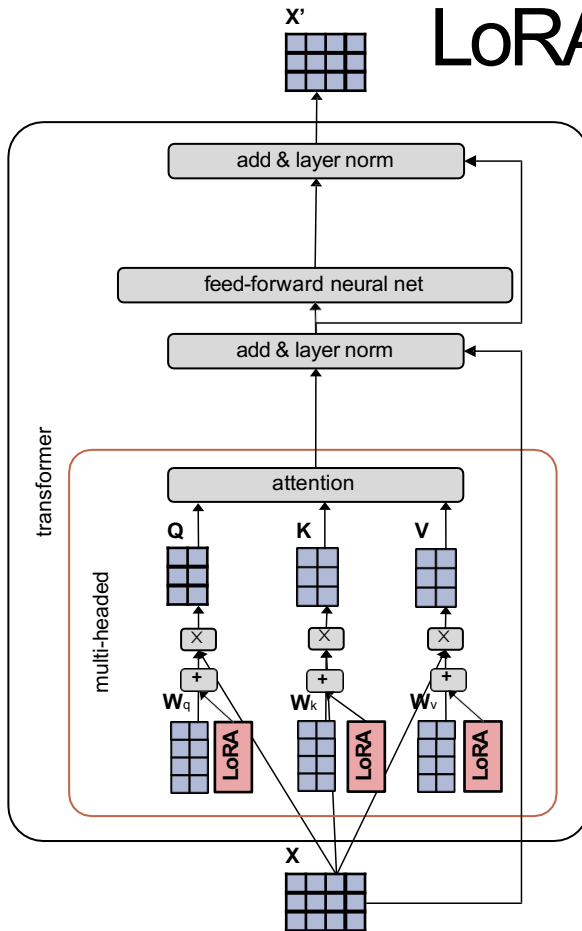 X’
LoRA
add & layer norm
feed-forward neural net
add & layer norm
transformer
multi-headed
attention
Q K V
× × ×
+ + +
Wq Wk Wv
LoRA LoRA LoRA
X